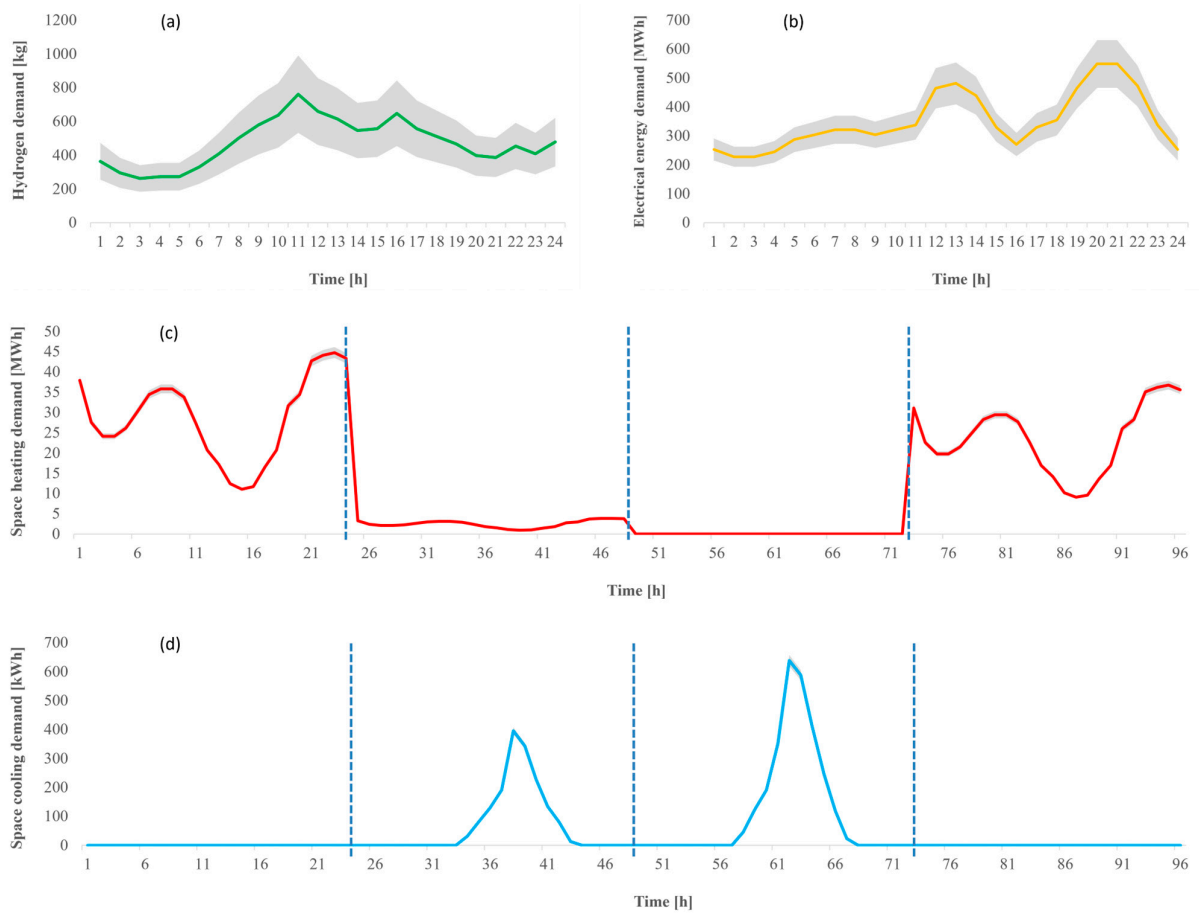 (a)
Hydrogen demand [kg]
1200
1000
800
600
400
200
0
1 2 3 4 5 6 7 8 9 10 11 12 13 14 15 16 17 18 19 20 21 22 23 24
Time [h]
(b)
Electrical energy demand [MWh]
700
600
500
400
300
200
100
0
1 2 3 4 5 6 7 8 9 10 11 12 13 14 15 16 17 18 19 20 21 22 23 24
Time [h]
(c)
Space heating demand [MWh]
50
45
40
35
30
25
20
15
10
5
0
1 6 11 16 21 26 31 36 41 46 51 56 61 66 71 76 81 86 91 96
Time [h]
(d)
Space cooling demand [kWh]
700
600
500
400
300
200
100
0
1 6 11 16 21 26 31 36 41 46 51 56 61 66 71 76 81 86 91 96
Time [h]